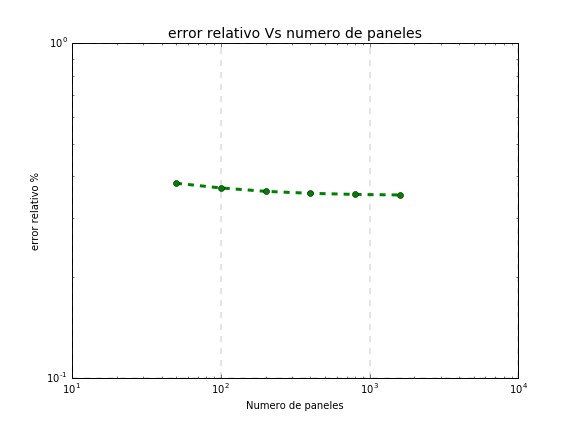 error relativo Vs numero de paneles
10^0
error relativo %
10^-1
10^1
10^2
10^3
10^4
Numero de paneles